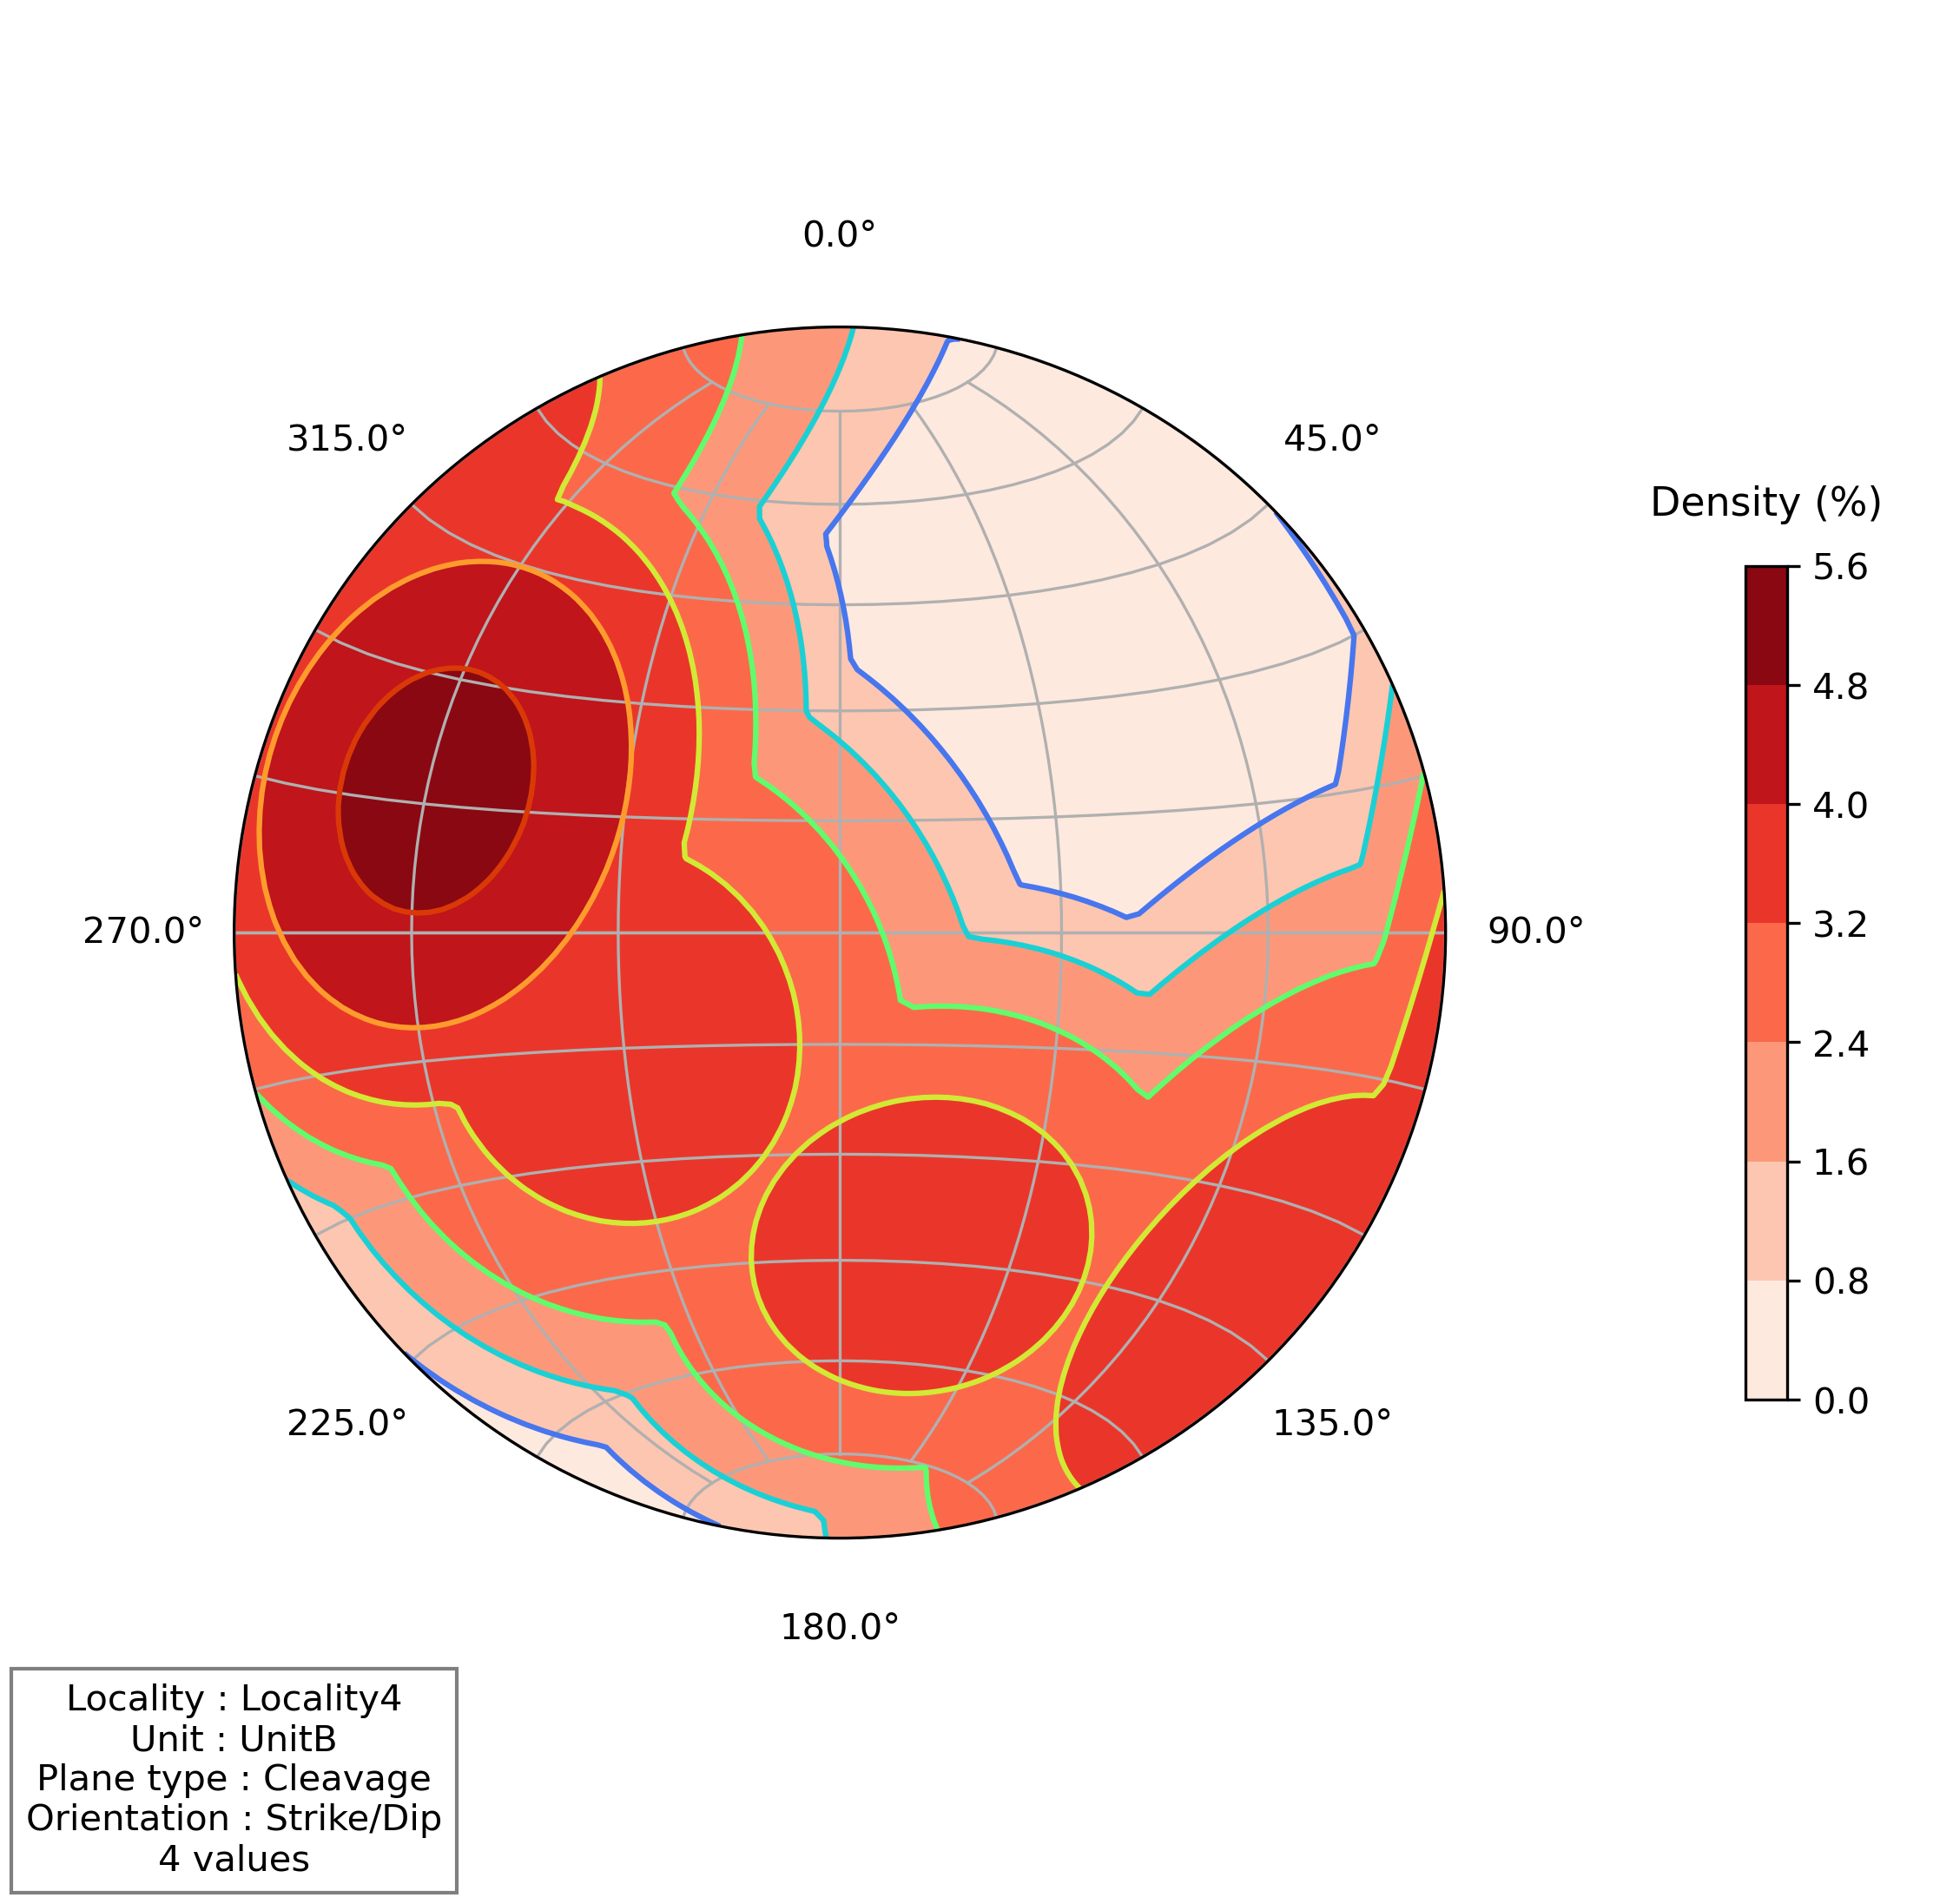 0.0°
315.0°
45.0°
Density (%)
5.6
4.8
4.0
3.2
2.4
1.6
0.8
0.0
270.0°
90.0°
225.0°
135.0°
180.0°
Locality : Locality4
Unit : UnitB
Plane type : Cleavage
Orientation : Strike/Dip
4 values